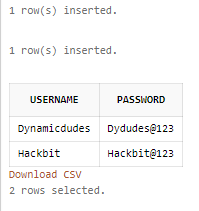 1 row(s) inserted.
1 row(s) inserted.
USERNAME PASSWORD
Dynamicdudes Dydudes@123
Hackbit Hackbit@123
Download CSV
2 rows selected.